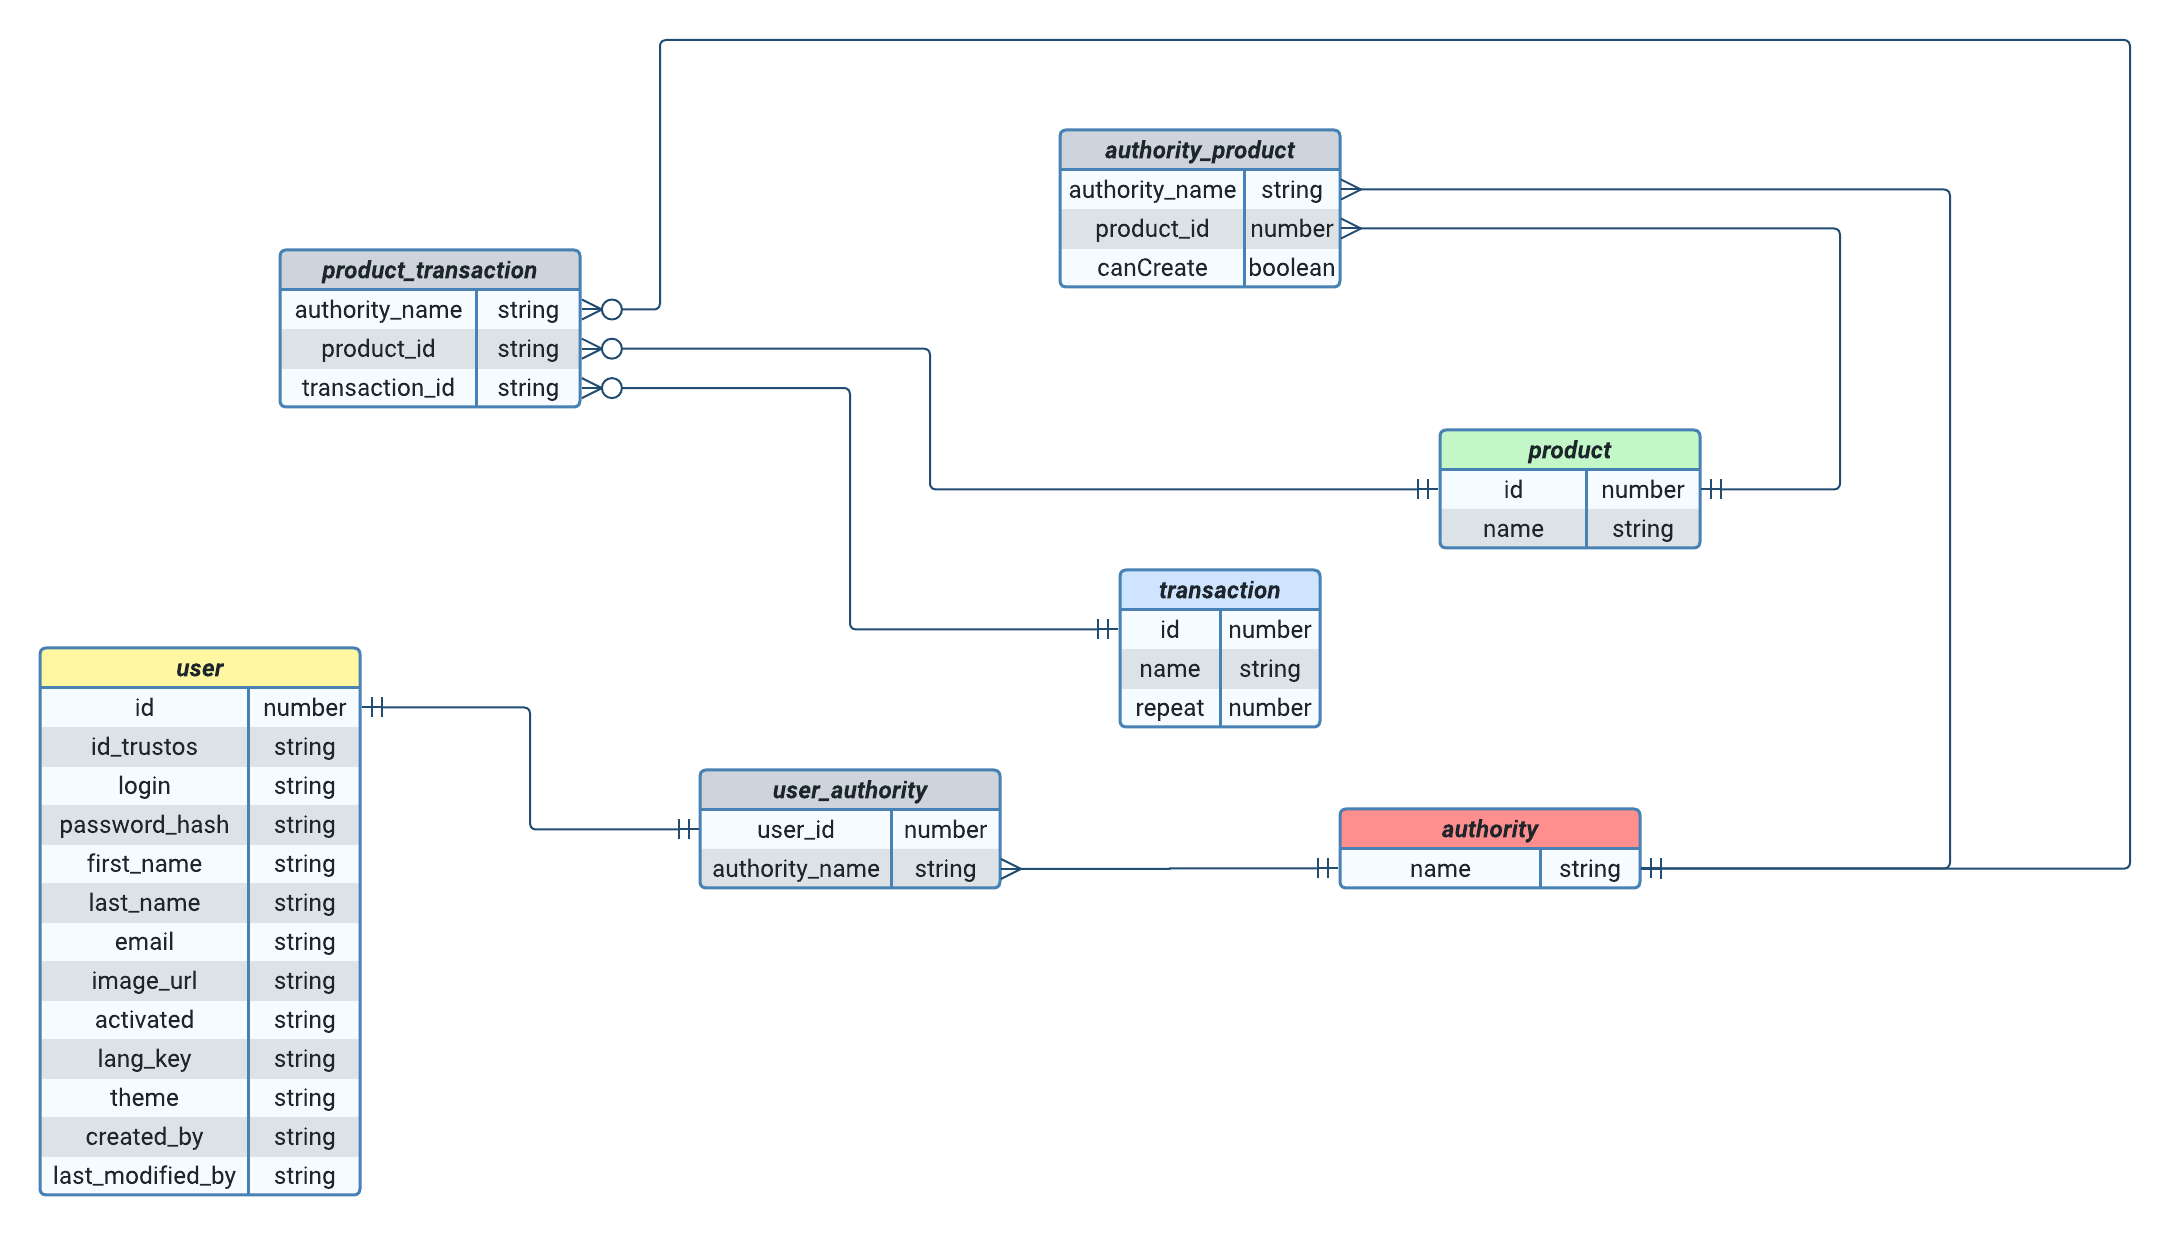 authority_product
authority_name string
product_id number
canCreate boolean
product_transaction
authority_name string
product_id string
transaction_id string
product
id number
name string
transaction
id number
name string
repeat number
user
id number
id_trustos string
login string
password_hash string
first_name string
last_name string
email string
image_url string
activated string
lang_key string
theme string
created_by string
last_modified_by string
user_authority
user_id number
authority_name string
authority
name string